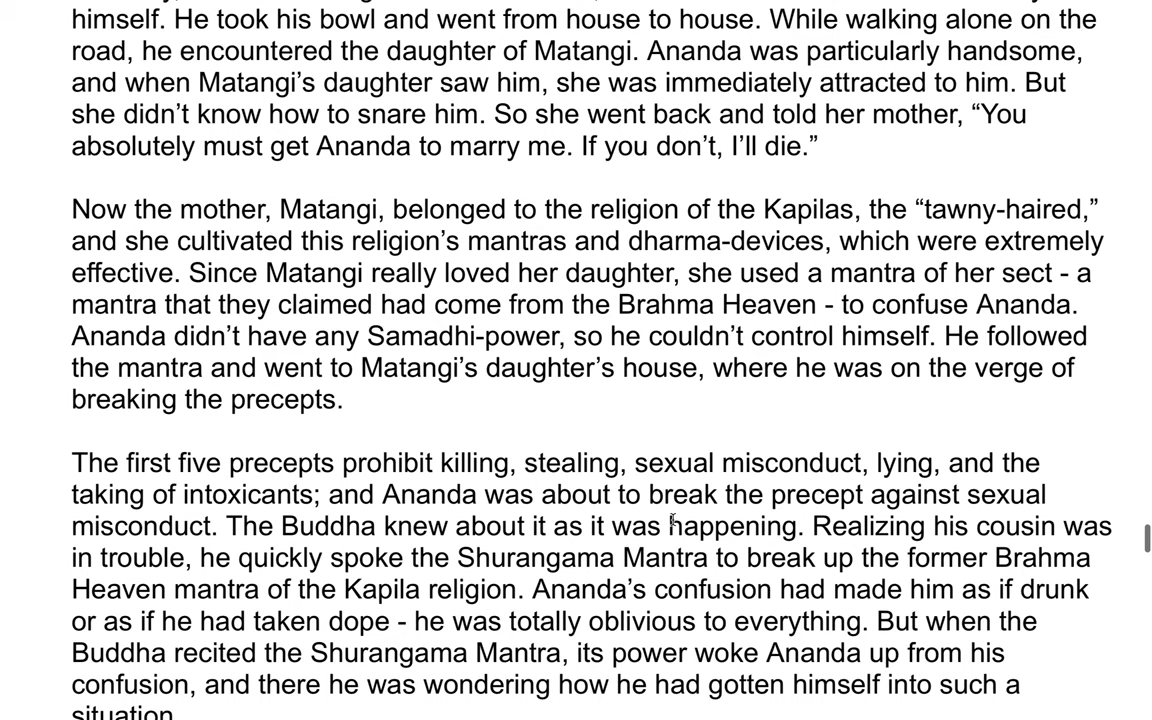 himself. He took his bowl and went from house to house. While walking alone on the
road, he encountered the daughter of Matangi. Ananda was particularly handsome,
and when Matangi’s daughter saw him, she was immediately attracted to him. But
she didn’t know how to snare him. So she went back and told her mother, “You
absolutely must get Ananda to marry me. If you don’t, I’ll die.”
Now the mother, Matangi, belonged to the religion of the Kapilas, the “tawny-haired,”
and she cultivated this religion’s mantras and dharma-devices, which were extremely
effective. Since Matangi really loved her daughter, she used a mantra of her sect - a
mantra that they claimed had come from the Brahma Heaven - to confuse Ananda.
Ananda didn’t have any Samadhi-power, so he couldn’t control himself. He followed
the mantra and went to Matangi’s daughter’s house, where he was on the verge of
breaking the precepts.
The first five precepts prohibit killing, stealing, sexual misconduct, lying, and the
taking of intoxicants; and Ananda was about to break the precept against sexual
misconduct. The Buddha knew about it as it was happening. Realizing his cousin was
in trouble, he quickly spoke the Shurangama Mantra to break up the former Brahma
Heaven mantra of the Kapila religion. Ananda’s confusion had made him as if drunk
or as if he had taken dope - he was totally oblivious to everything. But when the
Buddha recited the Shurangama Mantra, its power woke Ananda up from his
confusion, and there he was wondering how he had gotten himself into such a
situation